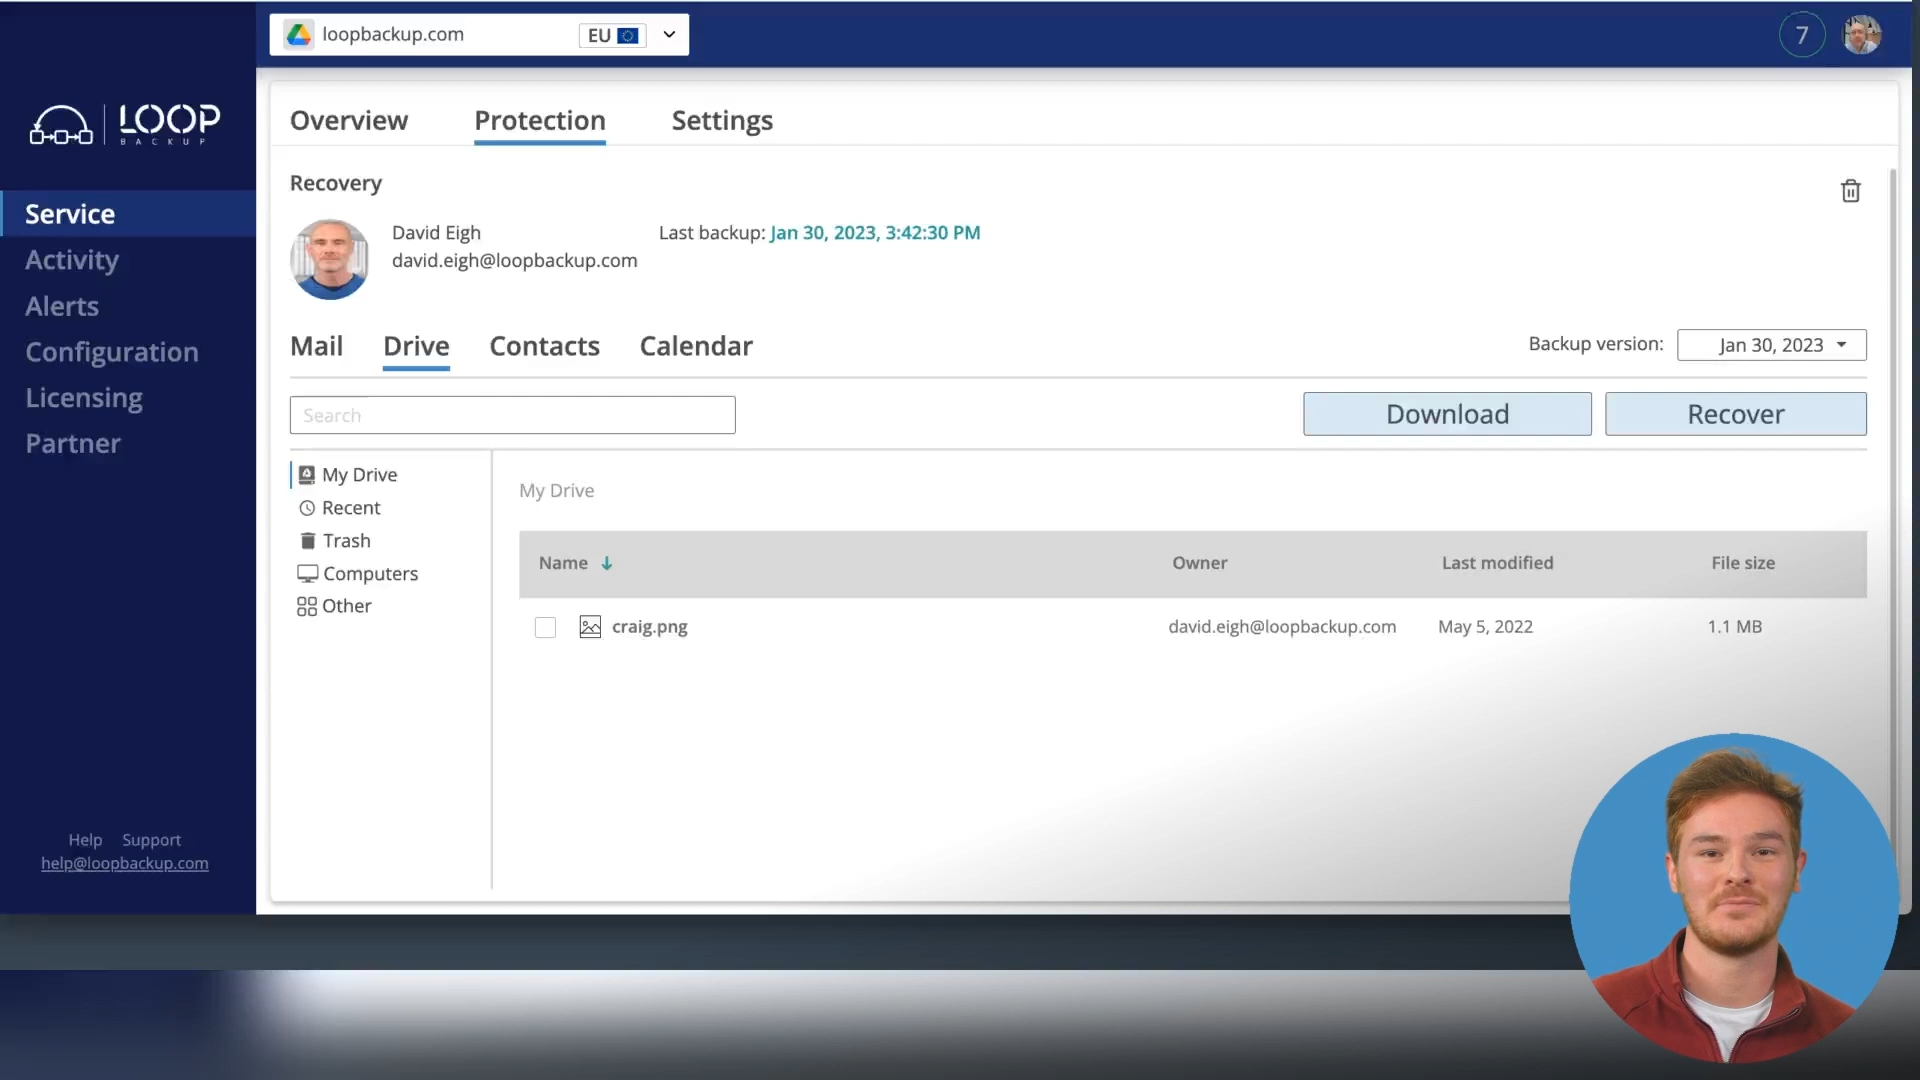 loopbackup.com EU
7
LOOP
BACKUP
Overview Protection Settings
Service
Activity
Alerts
Configuration
Licensing
Partner
Help Support
help@loopbackup.com
Recovery
David Eigh
david.eigh@loopbackup.com
Last backup: Jan 30, 2023, 3:42:30 PM
Mail Drive Contacts Calendar
Backup version: Jan 30, 2023
Search
Download Recover
My Drive
Recent
Trash
Computers
Other
My Drive
Name Owner Last modified File size
craig.png david.eigh@loopbackup.com May 5, 2022 1.1 MB